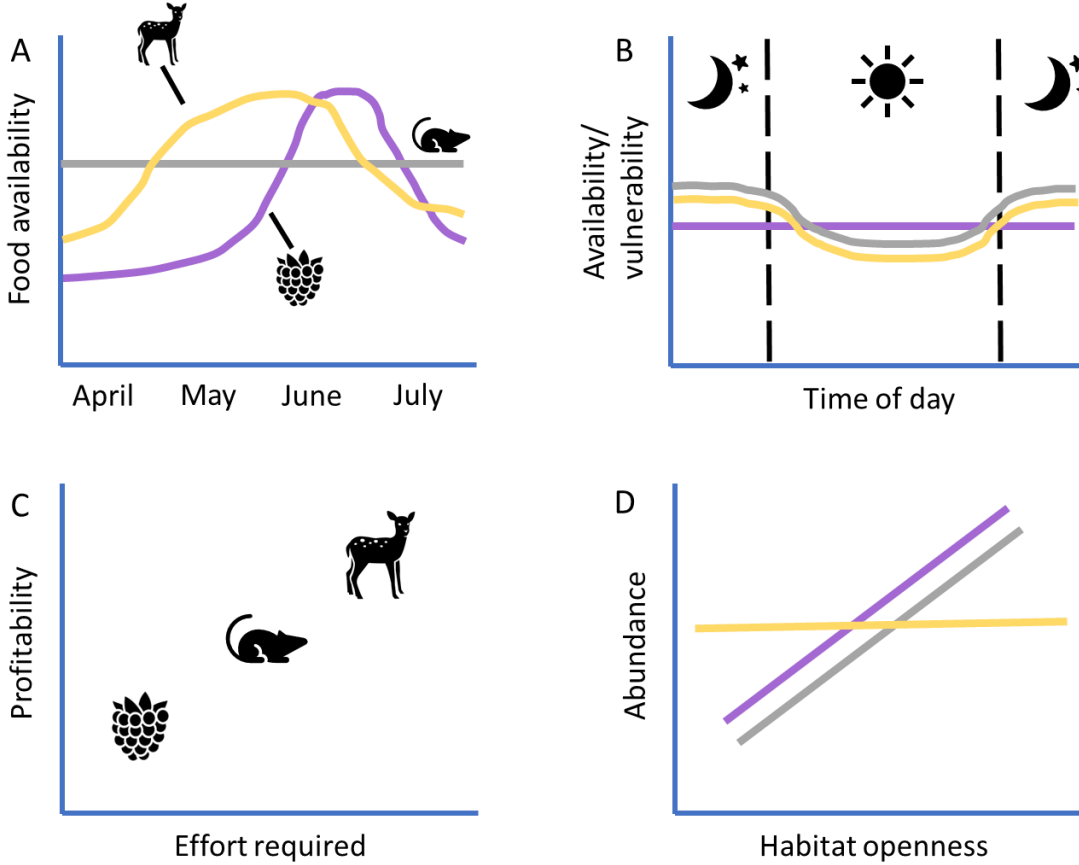 A
Food availability
April May June July
B
Availability/
vulnerability
Time of day
C
Profitability
Effort required
D
Abundance
Habitat openness